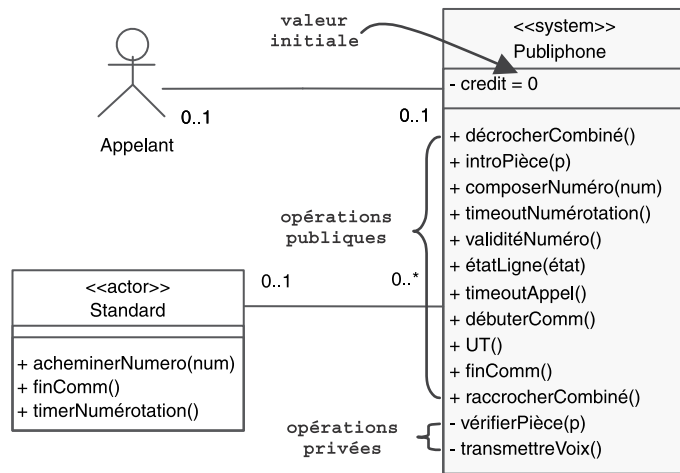 valeur
initiale
<<system>>
Publiphone
- credit = 0
0..1
0..1
Appelant
+ décrocherCombiné()
+ introPièce(p)
+ composerNuméro(num)
+ timeoutNumérotation()
+ validitéNuméro()
+ étatLigne(état)
+ timeoutAppel()
+ débuterComm()
+ UT()
+ finComm()
+ raccrocherCombiné()
- vérifierPièce(p)
- transmettreVoix()
opérations
publiques
opérations
privées
0..1
0..*
<<actor>>
Standard
+ acheminerNumero(num)
+ finComm()
+ timerNumérotation()